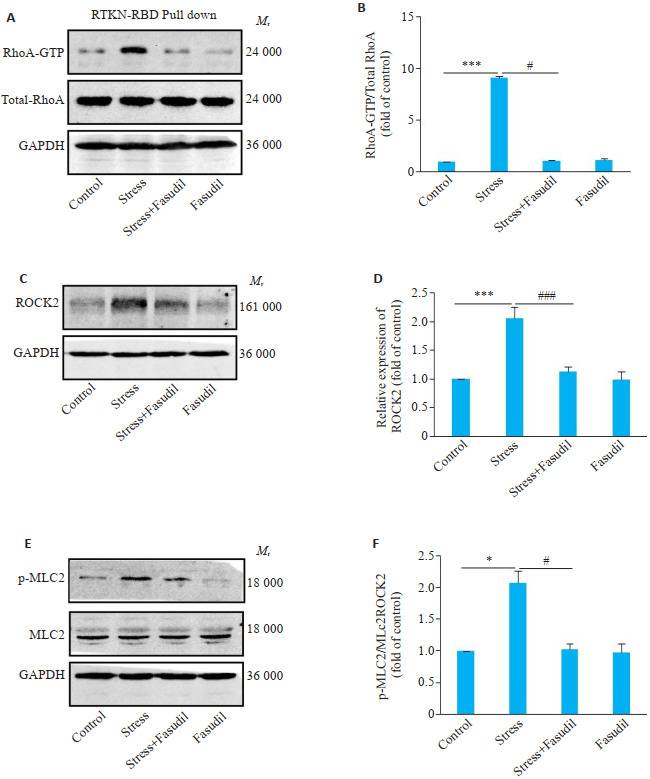 A
RTKN-RBD Pull down
Mr
RhoA-GTP
24 000
Total-RhoA
24 000
GAPDH
36 000
Control
Stress
Stress+Fasudil
Fasudil
B
RhoA-GTP/Total RhoA
(fold of control)
15
10
5
0
***
#
Control
Stress
Stress+Fasudil
Fasudil
C
Mr
ROCK2
161 000
GAPDH
36 000
Control
Stress
Stress+Fasudil
Fasudil
D
Relative expression of
ROCK2 (fold of control)
2.5
2.0
1.5
1.0
0.5
0
***
###
Control
Stress
Stress+Fasudil
Fasudil
E
Mr
p-MLC2
18 000
MLC2
18 000
GAPDH
36 000
Control
Stress
Stress+Fasudil
Fasudil
F
p-MLC2/MLc2ROCK2
(fold of control)
2.5
2.0
1.5
1.0
0.5
0
*
#
Control
Stress
Stress+Fasudil
Fasudil